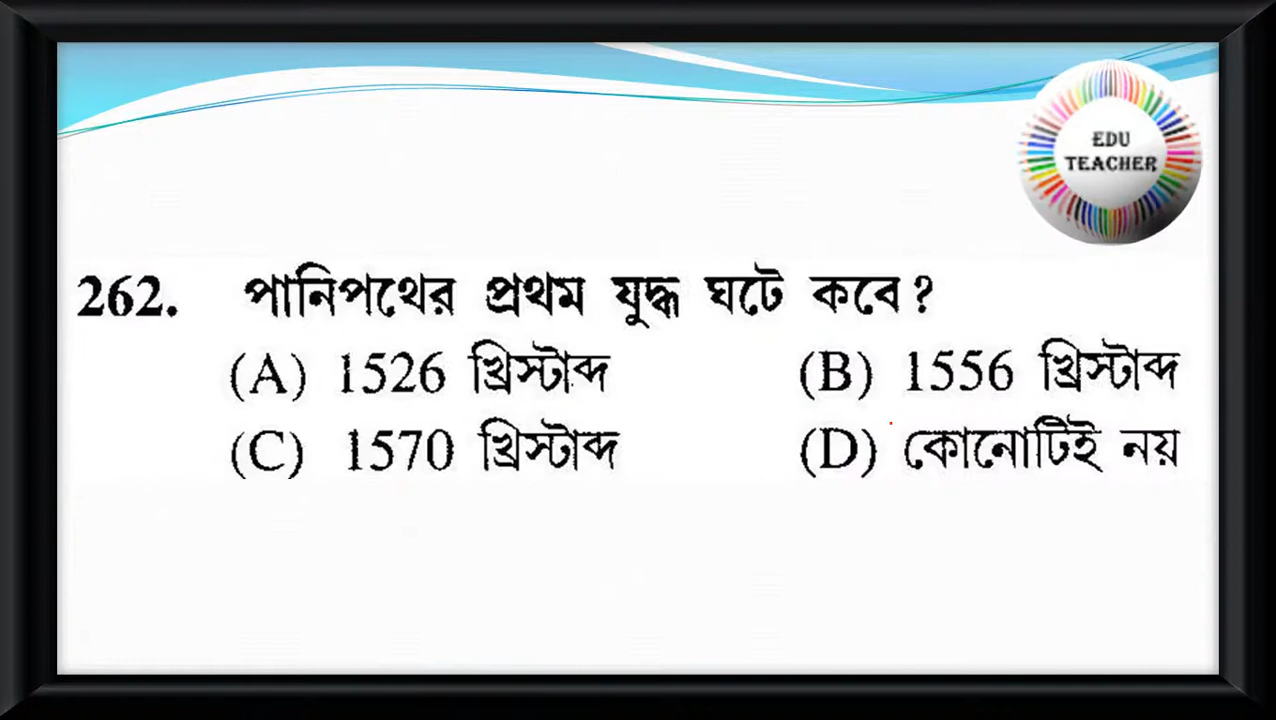 EDU
TEACHER
262. পানিপথের প্রথম যুদ্ধ ঘটে কবে?
(A) 1526 খ্রিস্টাব্দ (B) 1556 খ্রিস্টাব্দ
(C) 1570 খ্রিস্টাব্দ (D) কোনোটিই নয়